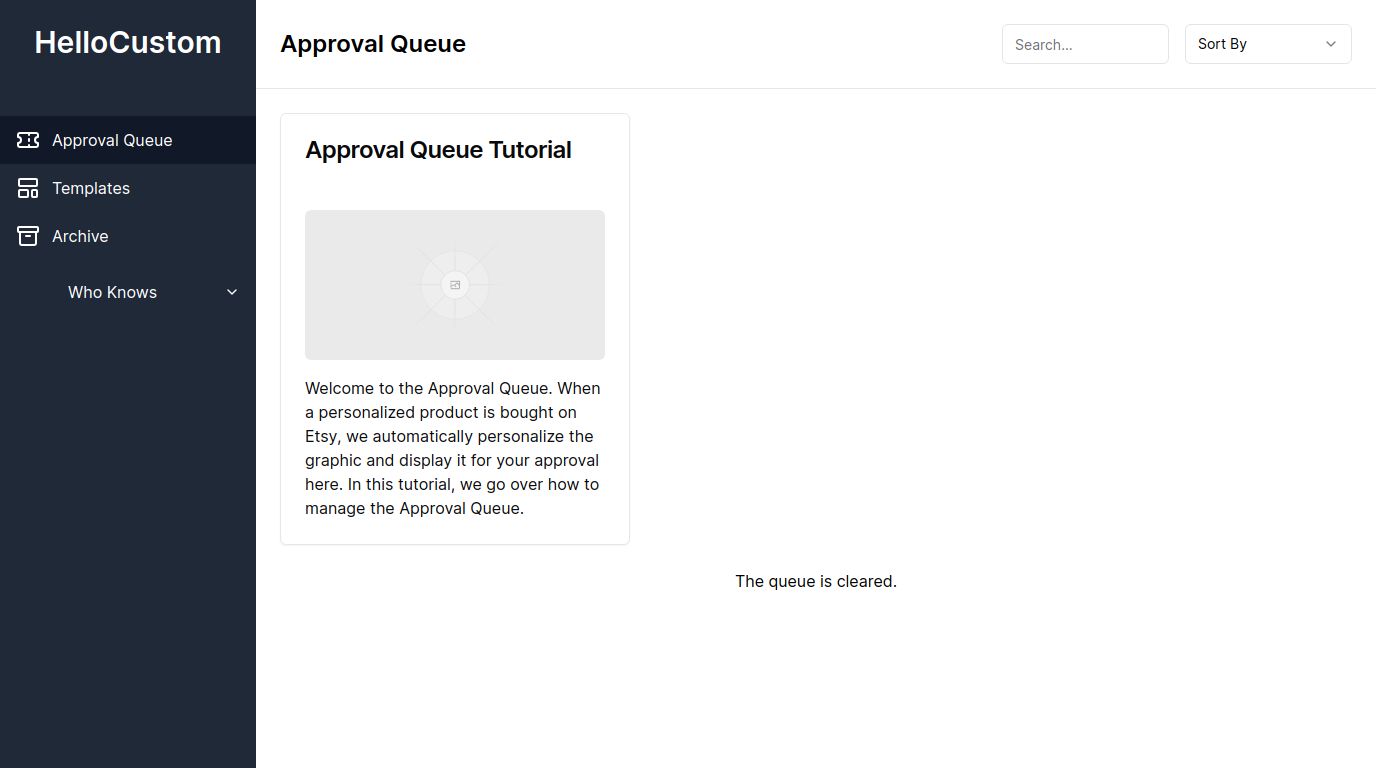 HelloCustom
Approval Queue
Templates
Archive
Who Knows
Approval Queue
Search...
Sort By
Approval Queue Tutorial
Welcome to the Approval Queue. When
a personalized product is bought on
Etsy, we automatically personalize the
graphic and display it for your approval
here. In this tutorial, we go over how to
manage the Approval Queue.
The queue is cleared.